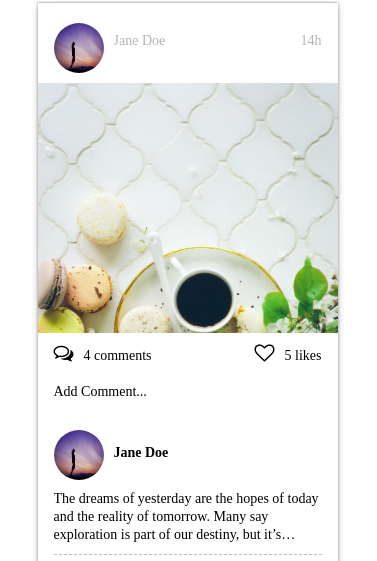 Jane Doe 14h
4 comments 5 likes
Add Comment...
Jane Doe
The dreams of yesterday are the hopes of today
and the reality of tomorrow. Many say
exploration is part of our destiny, but it’s…